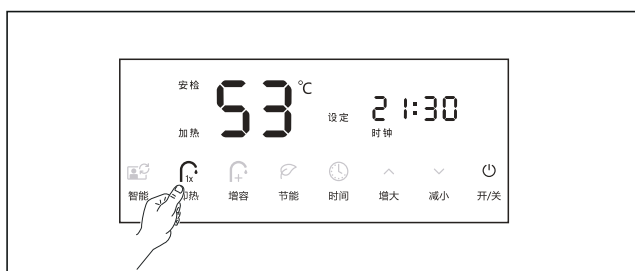 安检
53 ℃
设定
21:30
加热
时钟
1x
智能 即热 增容 节能 时间 增大 减小 开/关